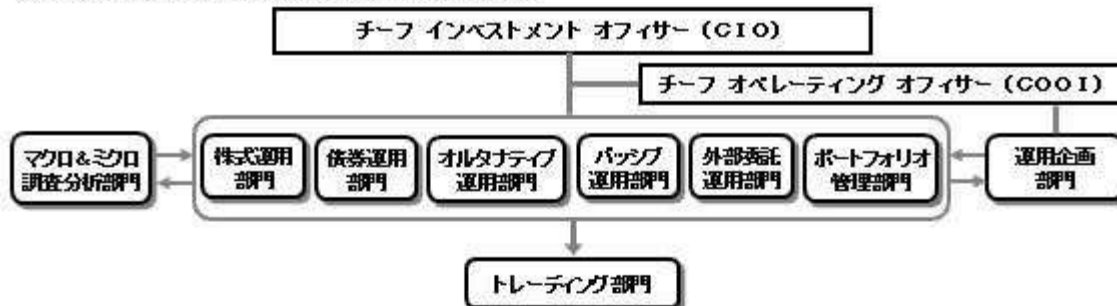 チーフ インベストメント オフィサー (CIO)
チーフ オペレーティング オフィサー (COOI)
マクロ&ミクロ
調査分析部門
株式運用
部門
債券運用
部門
オルタナティブ
運用部門
パッシブ
運用部門
外部委託
運用部門
ポートフォリオ
管理部門
運用企画
部門
トレーディング部門